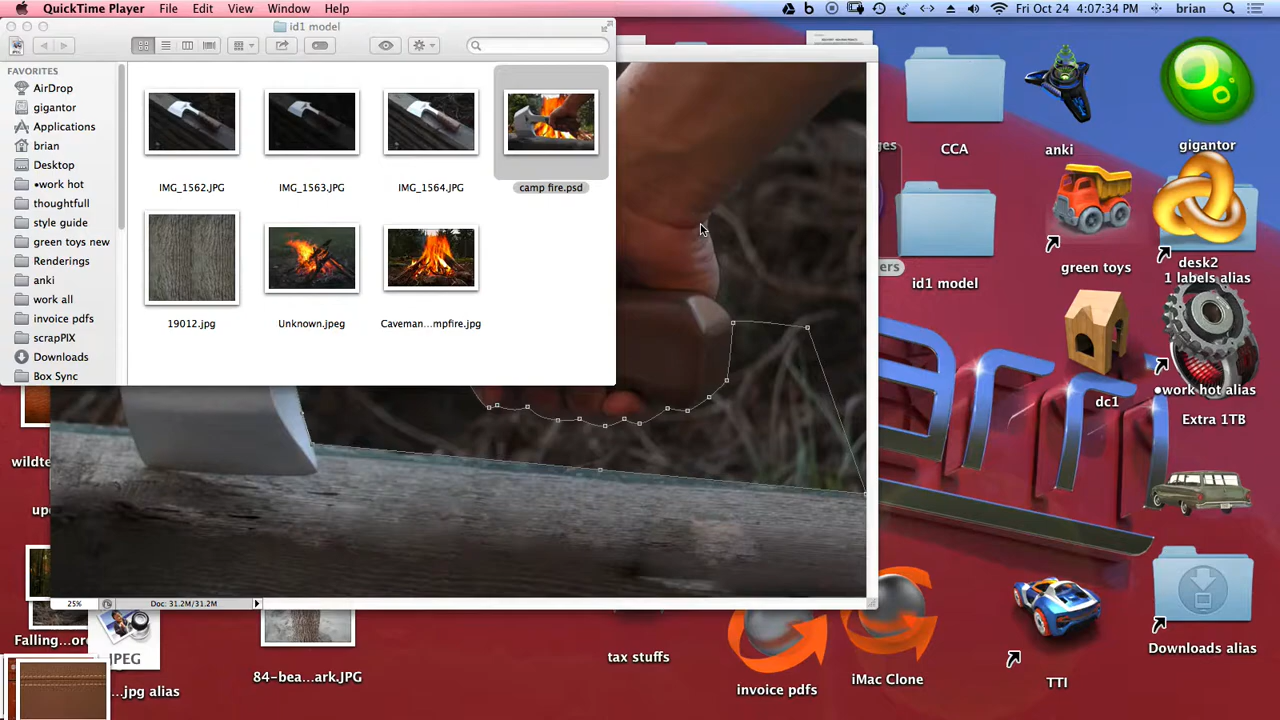 QuickTime Player File Edit View Window Help Fri Oct 24 4:07:34 PM brian
id1 model
FAVORITES
AirDrop
gigantor
Applications
brian
Desktop
•work hot
thoughtfull
style guide
green toys new
Renderings
anki
work all
invoice pdfs
scrapPIX
Downloads
Box Sync
IMG_1562.JPG IMG_1563.JPG IMG_1564.JPG camp fire.psd
19012.jpg Unknown.jpeg Caveman...mpfire.jpg
25% Doc: 31.2M/31.2M
CCA anki gigantor
id1 model green toys desk2
1 labels alias
dc1 •work hot alias
Extra 1TB
JPEG
...jpg alias
84-bea...ark.JPG
tax stuffs
invoice pdfs iMac Clone TTI Downloads alias